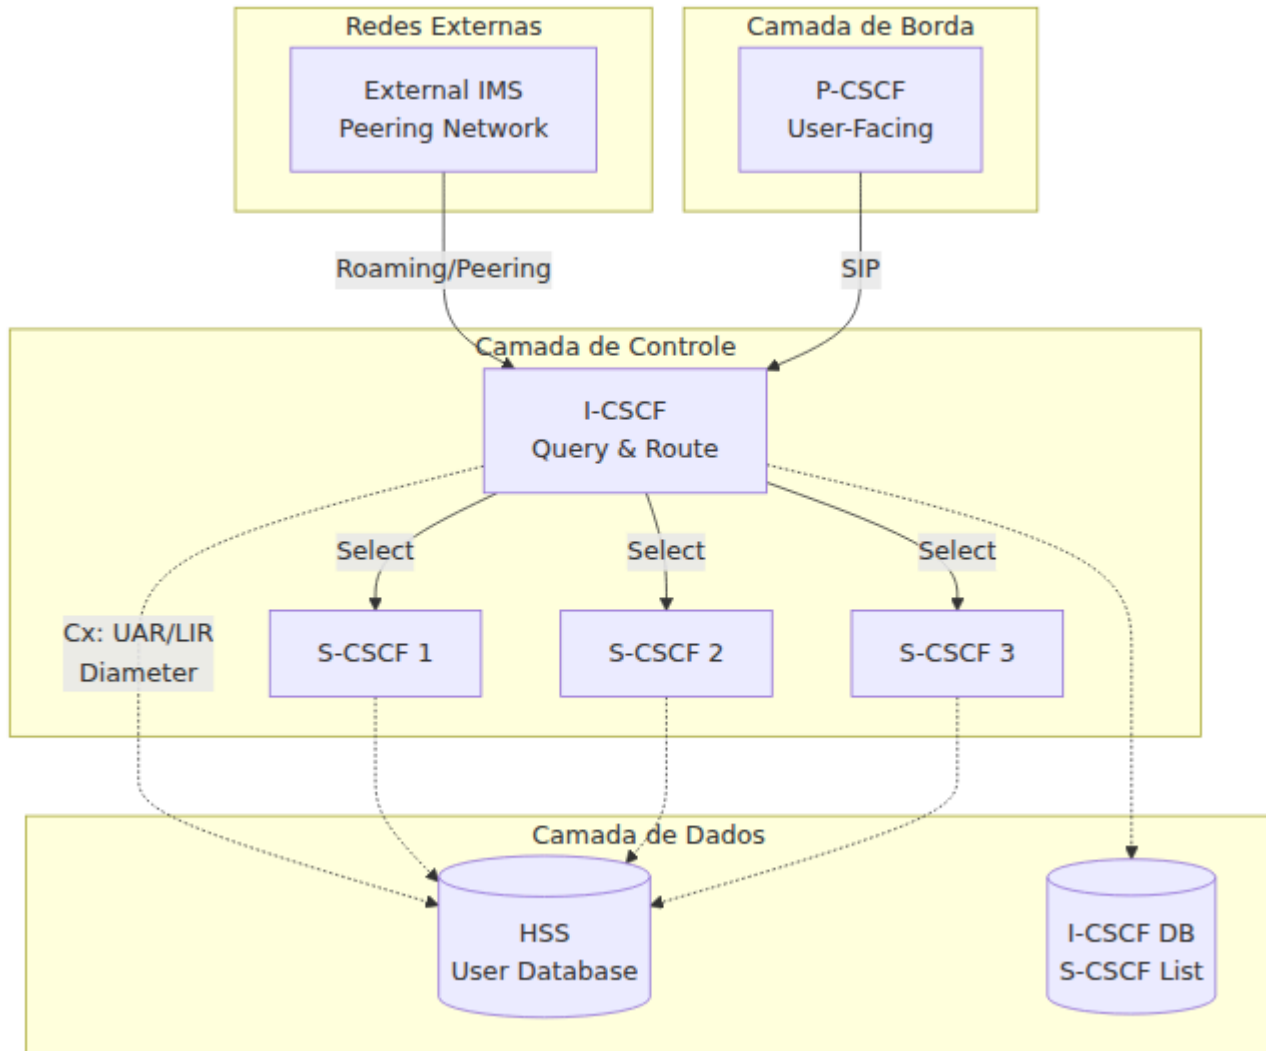 Redes Externas
Camada de Borda
External IMS
Peering Network
P-CSCF
User-Facing
Roaming/Peering
SIP
Camada de Controle
I-CSCF
Query & Route
Select
Select
Select
Cx: UAR/LIR
Diameter
S-CSCF 1
S-CSCF 2
S-CSCF 3
Camada de Dados
HSS
User Database
I-CSCF DB
S-CSCF List